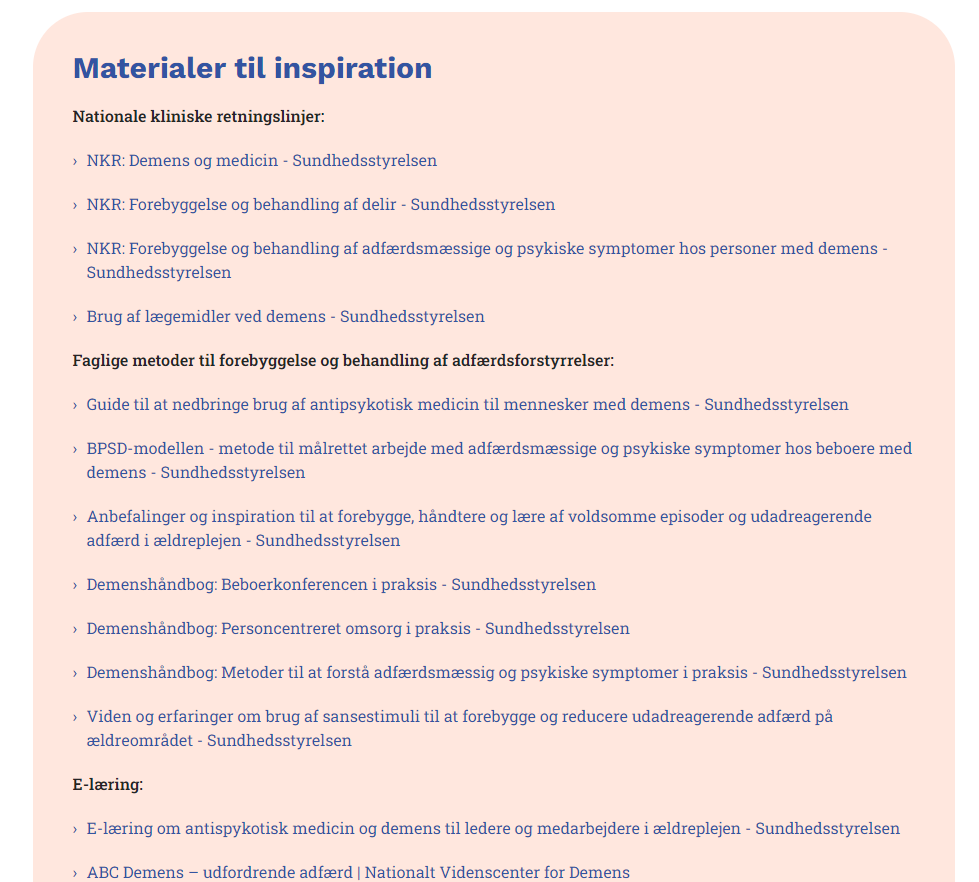 Materialer til inspiration
Nationale kliniske retningslinjer:
› NKR: Demens og medicin - Sundhedsstyrelsen
› NKR: Forebyggelse og behandling af delir - Sundhedsstyrelsen
› NKR: Forebyggelse og behandling af adfærdsmæssige og psykiske symptomer hos personer med demens -
Sundhedsstyrelsen
› Brug af lægemidler ved demens - Sundhedsstyrelsen
Faglige metoder til forebyggelse og behandling af adfærdsforstyrrelser:
› Guide til at nedbringe brug af antipsykotisk medicin til mennesker med demens - Sundhedsstyrelsen
› BPSD-modellen - metode til målrettet arbejde med adfærdsmæssige og psykiske symptomer hos beboere med
demens - Sundhedsstyrelsen
› Anbefalinger og inspiration til at forebygge, håndtere og lære af voldsomme episoder og udadreagerende
adfærd i ældreplejen - Sundhedsstyrelsen
› Demenshåndbog: Beboerkonferencen i praksis - Sundhedsstyrelsen
› Demenshåndbog: Personcentreret omsorg i praksis - Sundhedsstyrelsen
› Demenshåndbog: Metoder til at forstå adfærdsmæssig og psykiske symptomer i praksis - Sundhedsstyrelsen
› Viden og erfaringer om brug af sansestimuli til at forebygge og reducere udadreagerende adfærd på
ældreområdet - Sundhedsstyrelsen
E-læring:
› E-læring om antispykotisk medicin og demens til ledere og medarbejdere i ældreplejen - Sundhedsstyrelsen
› ABC Demens – udfordrende adfærd | Nationalt Videnscenter for Demens